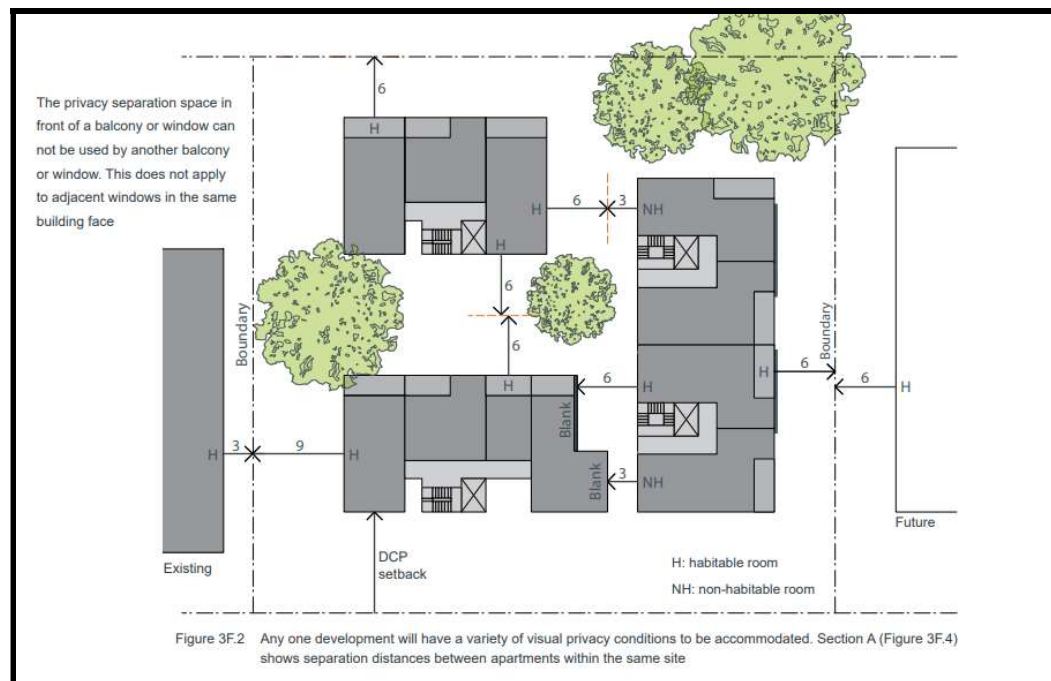 6
The privacy separation space in
front of a balcony or window can
not be used by another balcony
or window. This does not apply
to adjacent windows in the same
building face
H
H
6
3
NH
H
6
Boundary
Boundary
6
H
H
6
H
6
6
H
Blank
3
9
H
H
Blank
3
NH
Existing
DCP
setback
Future
H: habitable room
NH: non-habitable room
Figure 3F.2 Any one development will have a variety of visual privacy conditions to be accommodated. Section A (Figure 3F.4)
shows separation distances between apartments within the same site